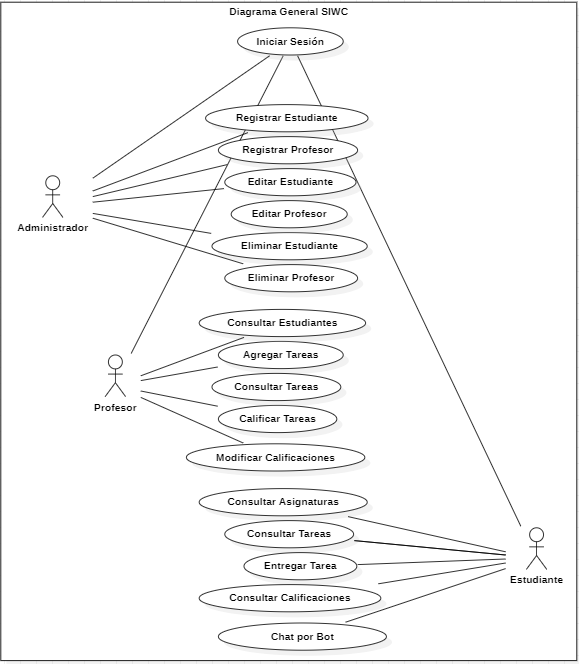 Diagrama General SIWC
Iniciar Sesión
Registrar Estudiante
Registrar Profesor
Editar Estudiante
Editar Profesor
Administrador
Eliminar Estudiante
Eliminar Profesor
Consultar Estudiantes
Agregar Tareas
Consultar Tareas
Profesor
Calificar Tareas
Modificar Calificaciones
Consultar Asignaturas
Consultar Tareas
Entregar Tarea
Estudiante
Consultar Calificaciones
Chat por Bot